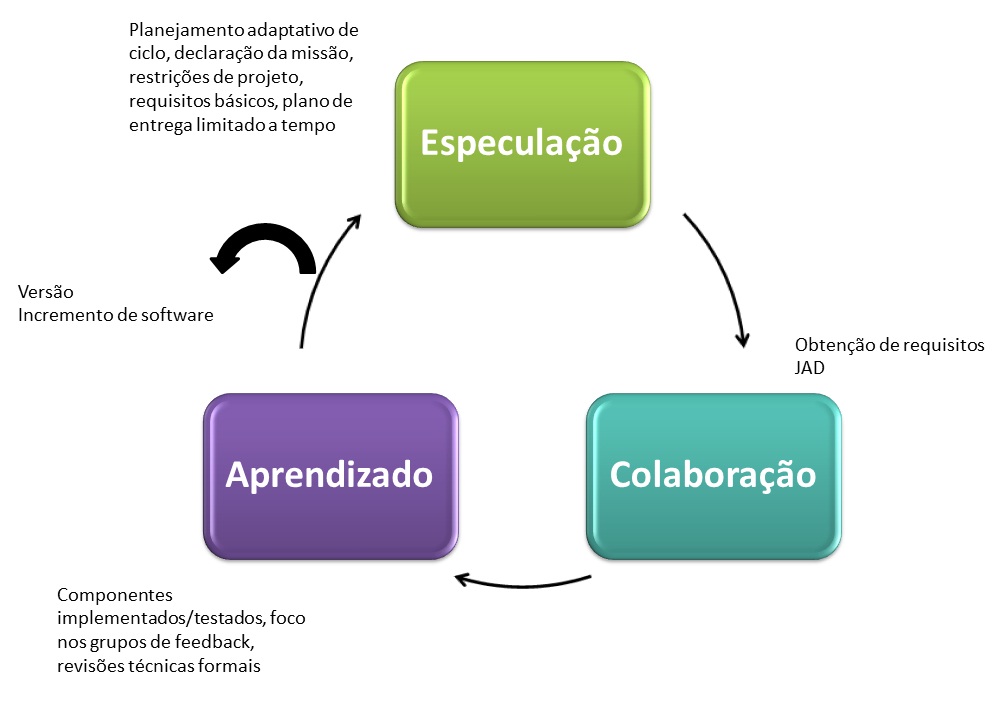 Planejamento adaptativo de
ciclo, declaração da missão,
restrições de projeto,
requisitos básicos, plano de
entrega limitado a tempo
Especulação
Versão
Incremento de software
Obtenção de requisitos
JAD
Aprendizado
Colaboração
Componentes
implementados/testados, foco
nos grupos de feedback,
revisões técnicas formais